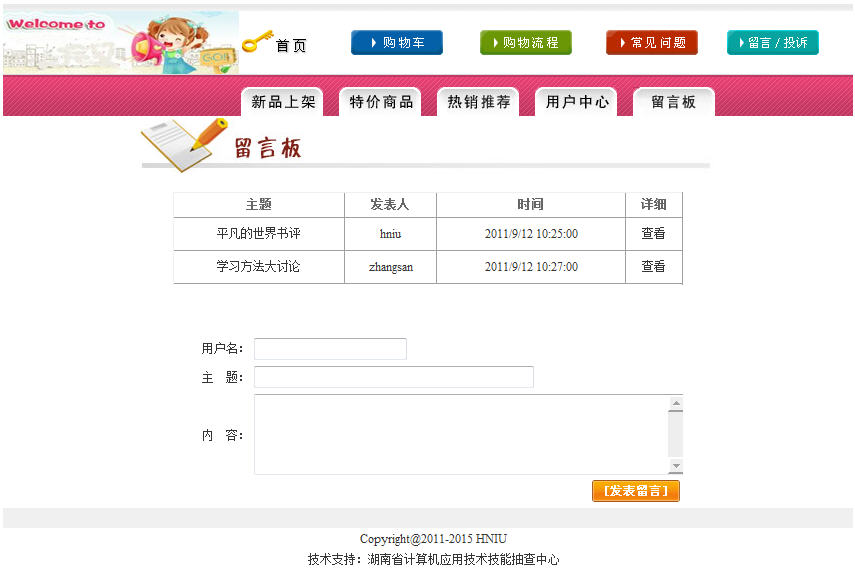 Welcome to
GO!!
首页
购物车
购物流程
常见问题
留言/投诉
新品上架
特价商品
热销推荐
用户中心
留言板
留言板
主题 发表人 时间 详细
平凡的世界书评 hniu 2011/9/12 10:25:00 查看
学习方法大讨论 zhangsan 2011/9/12 10:27:00 查看
用户名：
主　题：
内　容：
[发表留言]
Copyright@2011-2015 HNIU
技术支持：湖南省计算机应用技术技能抽查中心